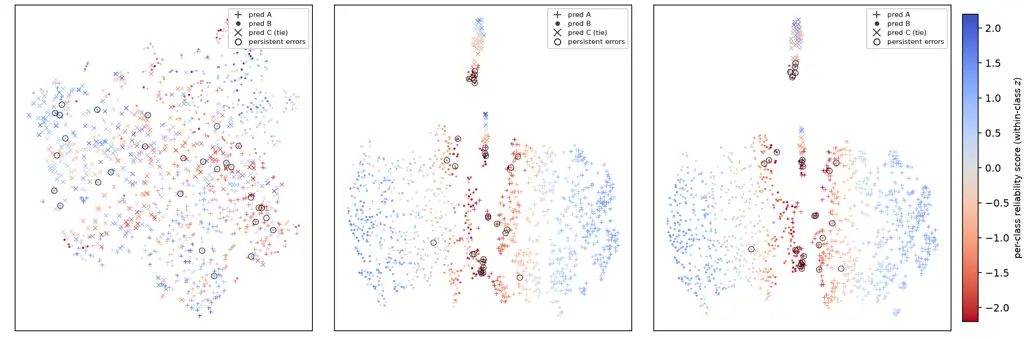 pred A
pred B
pred C (tie)
persistent errors
pred A
pred B
pred C (tie)
persistent errors
pred A
pred B
pred C (tie)
persistent errors
2.0
1.5
1.0
0.5
0.0
−0.5
−1.0
−1.5
−2.0
per-class reliability score (within-class z)